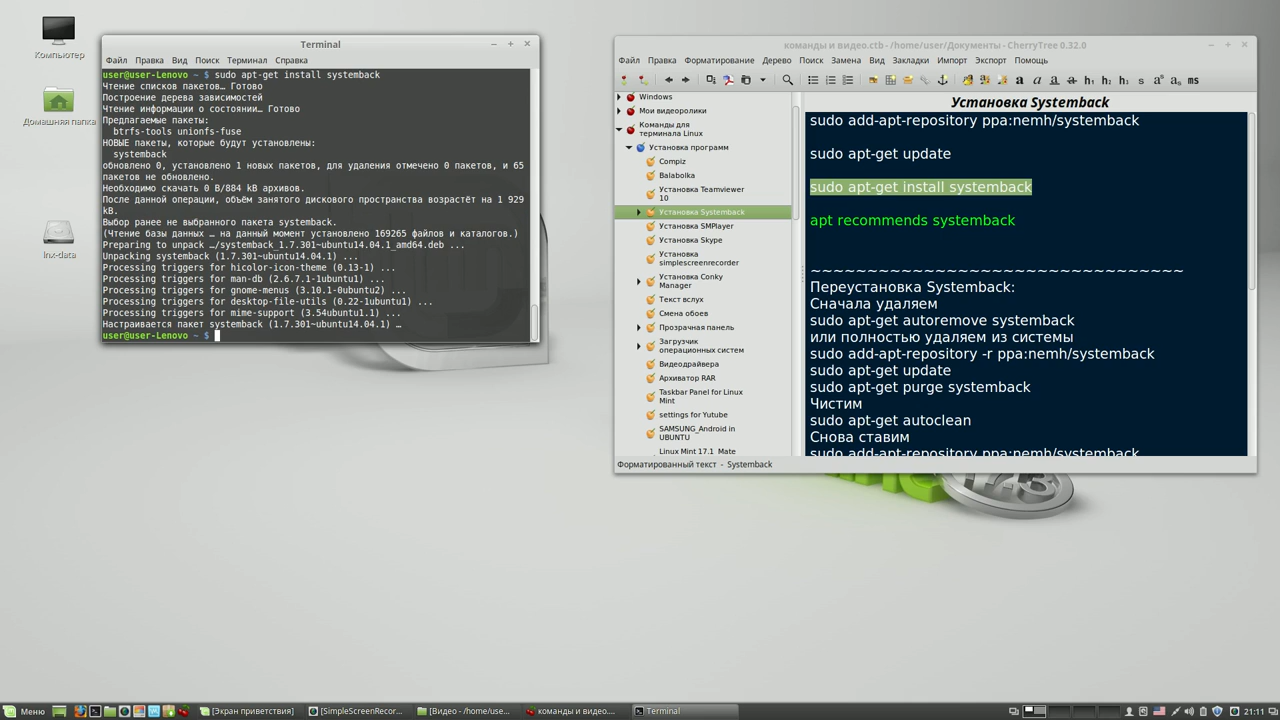 Компьютер
Домашняя папка
lnx-data
Terminal
Файл Правка Вид Поиск Терминал Справка
user@user-Lenovo ~ $ sudo apt-get install systemback
Чтение списков пакетов… Готово
Построение дерева зависимостей
Чтение информации о состоянии… Готово
Предлагаемые пакеты:
btrfs-tools unionfs-fuse
НОВЫЕ пакеты, которые будут установлены:
systemback
обновлено 0, установлено 1 новых пакетов, для удаления отмечено 0 пакетов, и 65
пакетов не обновлено.
Необходимо скачать 0 B/884 kB архивов.
После данной операции, объём занятого дискового пространства возрастёт на 1 929
kB.
Выбор ранее не выбранного пакета systemback.
(Чтение базы данных … на данный момент установлено 169265 файлов и каталогов.)
Preparing to unpack …/systemback_1.7.301~ubuntu14.04.1_amd64.deb ...
Unpacking systemback (1.7.301~ubuntu14.04.1) ...
Processing triggers for hicolor-icon-theme (0.13-1) ...
Processing triggers for man-db (2.6.7.1-1ubuntu1) ...
Processing triggers for gnome-menus (3.10.1-0ubuntu2) ...
Processing triggers for desktop-file-utils (0.22-1ubuntu1) ...
Processing triggers for mime-support (3.54ubuntu1.1) ...
Настраивается пакет systemback (1.7.301~ubuntu14.04.1) …
user@user-Lenovo ~ $
команды и видео.ctb - /home/user/Документы - CherryTree 0.32.0
Файл Правка Форматирование Дерево Поиск Замена Вид Закладки Импорт Экспорт Помощь
a a a a h1 h2 h3 s as as ms
Windows
Мои видеоролики
Команды для
терминала Linux
Установка программ
Compiz
Balabolka
Установка Teamviewer
10
Установка Systemback
Установка SMPlayer
Установка Skype
Установка
simplescreenrecorder
Установка Conky
Manager
Текст вслух
Смена обоев
Прозрачная панель
Загрузчик
операционных систем
Видеодрайвера
Архиватор RAR
Taskbar Panel for Linux
Mint
settings for Yutube
SAMSUNG_Android in
UBUNTU
Linux Mint 17.1 Mate
Установка Systemback
sudo add-apt-repository ppa:nemh/systemback
sudo apt-get update
sudo apt-get install systemback
apt recommends systemback
~~~~~~~~~~~~~~~~~~~~~~~~~~~~~~~~
Переустановка Systemback:
Сначала удаляем
sudo apt-get autoremove systemback
или полностью удаляем из системы
sudo add-apt-repository -r ppa:nemh/systemback
sudo apt-get update
sudo apt-get purge systemback
Чистим
sudo apt-get autoclean
Снова ставим
sudo add-apt-repository ppa:nemh/systemback
Форматированный текст - Systemback
17.3
Меню [Экран приветствия] [SimpleScreenRecor... [Видео - /home/use... команды и видео.... Terminal 21:11